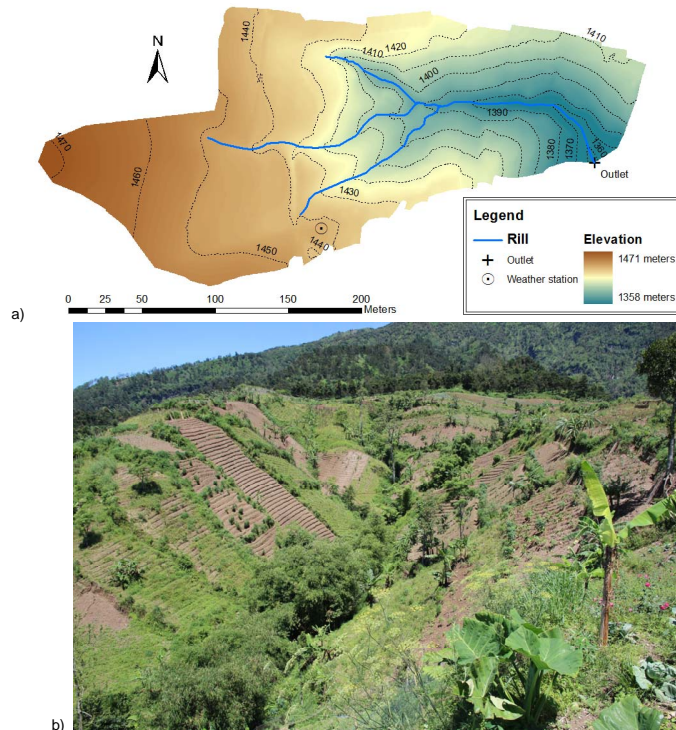 1440
1420
1410
1410
N
1400
1470
1390
1460
1380
1370
1360
Outlet
1430
1440
1450
Legend
Rill
Outlet
Weather station
Elevation
1471 meters
1358 meters
0 25 50 100 150 200
Meters
a)
b)